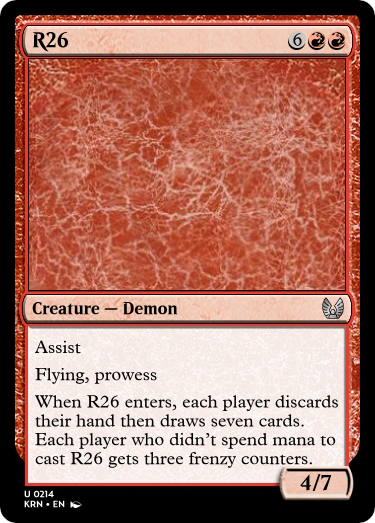 R26 6
Creature — Demon
Assist
Flying, prowess
When R26 enters, each player discards
their hand then draws seven cards.
Each player who didn't spend mana to
cast R26 gets three frenzy counters.
4/7
U 0214
KRN • EN